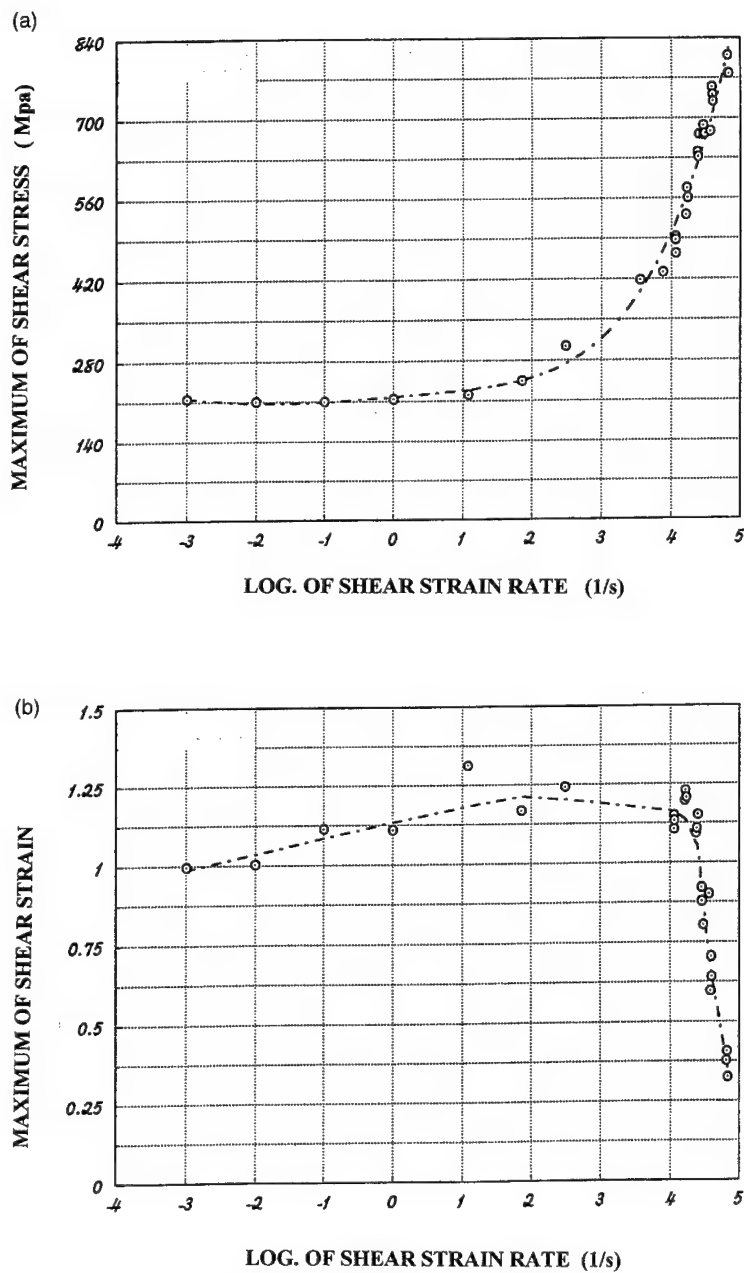 (a)
840
700
560
420
280
140
0
-4 -3 -2 -1 0 1 2 3 4 5
MAXIMUM OF SHEAR STRESS ( Mpa)
LOG. OF SHEAR STRAIN RATE (1/s)
(b)
1.5
1.25
1
0.75
0.5
0.25
0
-4 -3 -2 -1 0 1 2 3 4 5
MAXIMUM OF SHEAR STRAIN
LOG. OF SHEAR STRAIN RATE (1/s)